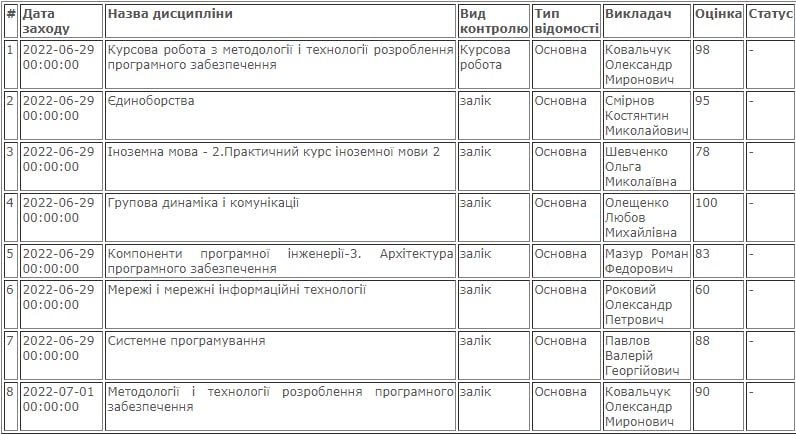 # Дата заходу Назва дисципліни Вид контролю Тип відомості Викладач Оцінка Статус
1 2022-06-29 00:00:00 Курсова робота з методології і технології розроблення програмного забезпечення Курсова робота Основна Ковальчук Олександр Миронович 98 -
2 2022-06-29 00:00:00 Єдиноборства залік Основна Смірнов Костянтин Миколайович 95 -
3 2022-06-29 00:00:00 Іноземна мова - 2.Практичний курс іноземної мови 2 залік Основна Шевченко Ольга Миколаївна 78 -
4 2022-06-29 00:00:00 Групова динаміка і комунікації залік Основна Олещенко Любов Михайлівна 100 -
5 2022-06-29 00:00:00 Компоненти програмної інженерії-3. Архітектура програмного забезпечення залік Основна Мазур Роман Федорович 83 -
6 2022-06-29 00:00:00 Мережі і мережні інформаційні технології залік Основна Роковий Олександр Петрович 60 -
7 2022-06-29 00:00:00 Системне програмування залік Основна Павлов Валерій Георгійович 88 -
8 2022-07-01 00:00:00 Методології і технології розроблення програмного забезпечення залік Основна Ковальчук Олександр Миронович 90 -